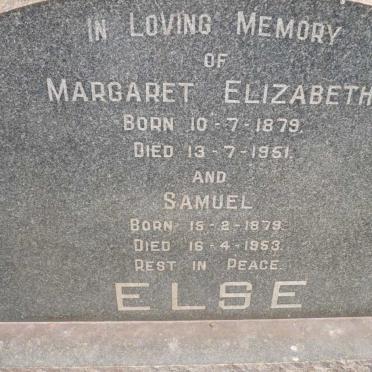 IN LOVING MEMORY
OF
MARGARET ELIZABETH
BORN 10-7-1879.
DIED 13-7-1951.
AND
SAMUEL
BORN 15-2-1879.
DIED 16-4-1953.
REST IN PEACE.
ELSE